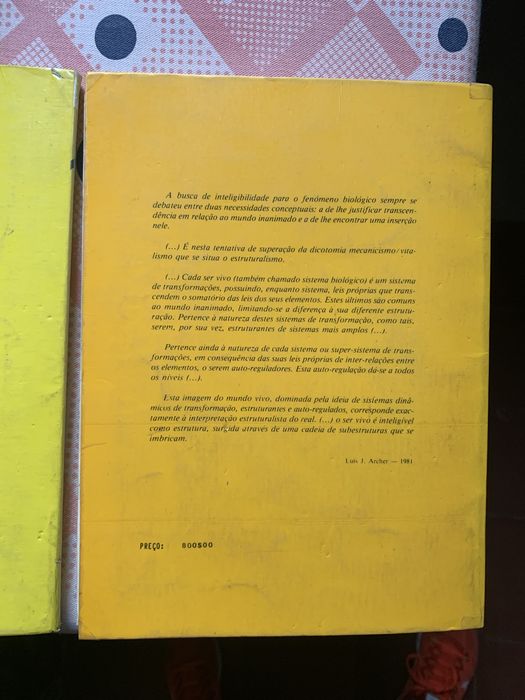 A busca de inteligibilidade para o fenómeno biológico sempre se
debateu entre duas necessidades conceptuais: a de lhe justificar transcen-
dência em relação ao mundo inanimado e a de lhe encontrar uma inserção
nele.
(...) É nesta tentativa de superação da dicotomia mecanicismo/vita-
lismo que se situa o estruturalismo.
(...) Cada ser vivo (também chamado sistema biológico) é um sistema
de transformações, possuindo, enquanto sistema, leis próprias que trans-
cendem o somatório das leis dos seus elementos. Estes últimos são comuns
ao mundo inanimado, limitando-se a diferença à sua diferente estrutu-
ração. Pertence à natureza destes sistemas de transformação, como tais,
serem, por sua vez, estruturantes de sistemas mais amplos (...).
Pertence ainda à natureza de cada sistema ou super-sistema de trans-
formações, em consequência das suas leis próprias de inter-relações entre
os elementos, o serem auto-reguladores. Esta auto-regulação dá-se a todos
os níveis (...).
Esta imagem do mundo vivo, dominada pela ideia de sistemas dinâ-
micos de transformação, estruturantes e auto-regulados, corresponde exac-
tamente à interpretação estruturalista do real. (...) o ser vivo é inteligível
como estrutura, surgida através de uma cadeia de subestruturas que se
imbricam.
Luis J. Archer — 1981
PREÇO: 800$00